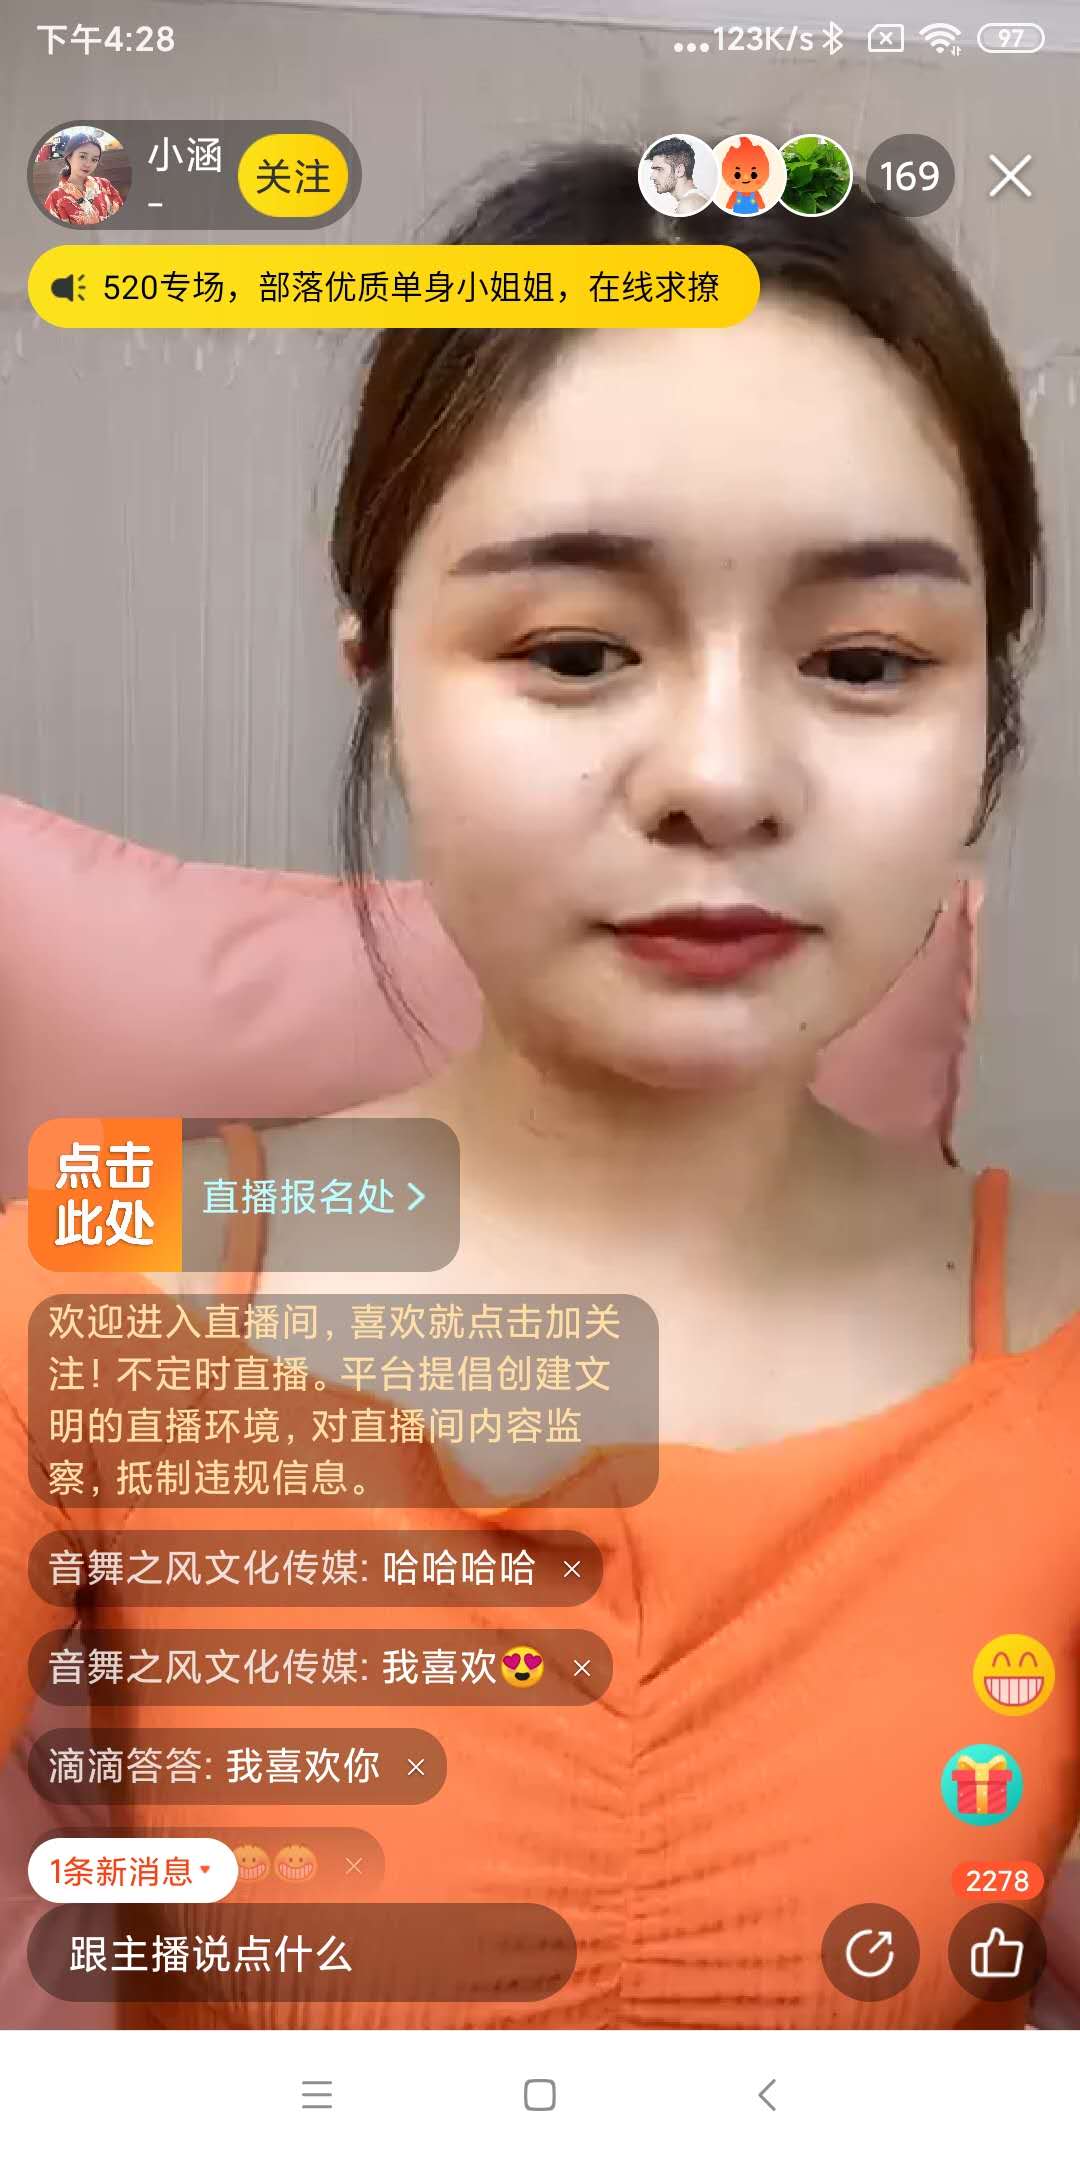 下午4:28
...123K/s
97
小涵
-
关注
169
520专场，部落优质单身小姐姐，在线求撩
点击
此处
直播报名处
欢迎进入直播间，喜欢就点击加关
注！不定时直播。平台提倡创建文
明的直播环境，对直播间内容监
察，抵制违规信息。
音舞之风文化传媒: 哈哈哈哈
音舞之风文化传媒: 我喜欢😍
滴滴答答: 我喜欢你
1条新消息
2278
跟主播说点什么